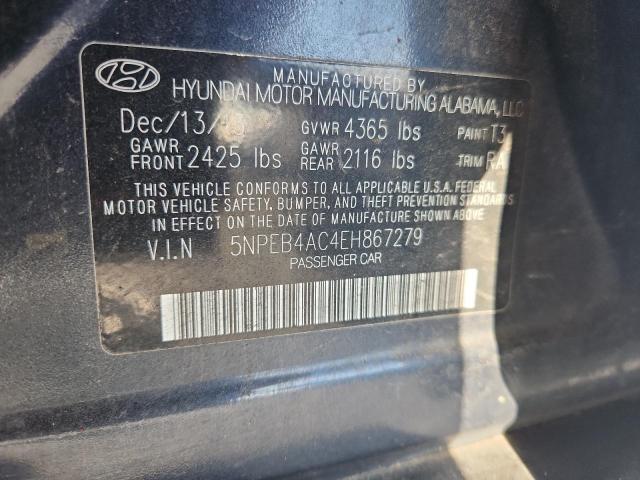 MANUFACTURED BY
HYUNDAI MOTOR MANUFACTURING ALABAMA, LLC
Dec/13/ GVWR 4365 lbs PAINT T3
GAWR FRONT 2425 lbs GAWR REAR 2116 lbs TRIM RA
THIS VEHICLE CONFORMS TO ALL APPLICABLE U.S.A. FEDERAL
MOTOR VEHICLE SAFETY, BUMPER, AND THEFT PREVENTION STANDARDS
IN EFFECT ON THE DATE OF MANUFACTURE SHOWN ABOVE.
V.I.N 5NPEB4AC4EH867279
PASSENGER CAR